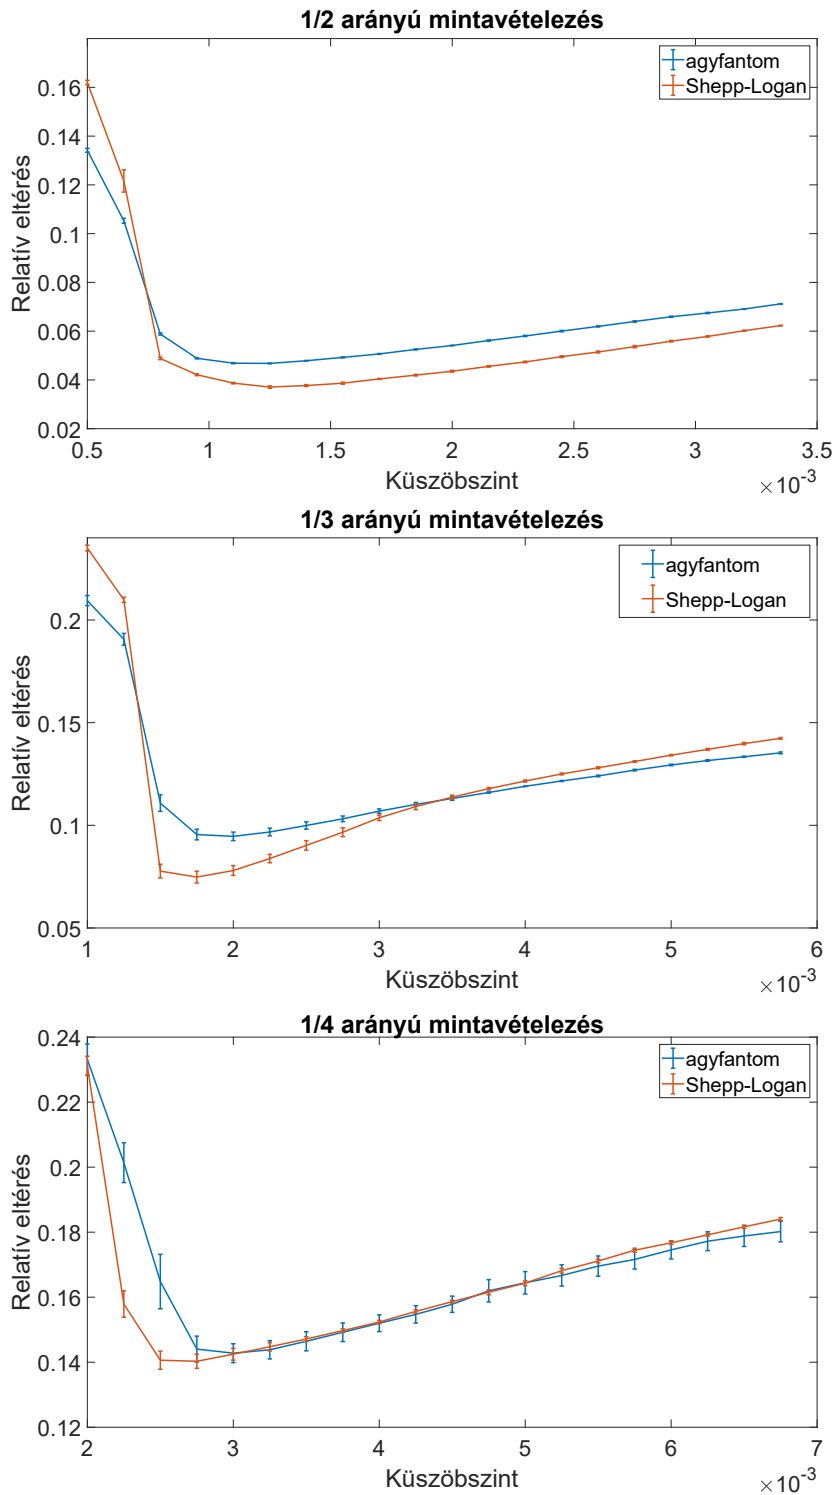 1/2 arányú mintavételezés
agyfantom
Shepp-Logan
Relatív eltérés
0.16
0.14
0.12
0.1
0.08
0.06
0.04
0.02
0.5 1 1.5 2 2.5 3 3.5
Küszöbszint
×10-3
1/3 arányú mintavételezés
agyfantom
Shepp-Logan
Relatív eltérés
0.2
0.15
0.1
0.05
1 2 3 4 5 6
Küszöbszint
×10-3
1/4 arányú mintavételezés
agyfantom
Shepp-Logan
Relatív eltérés
0.24
0.22
0.2
0.18
0.16
0.14
0.12
2 3 4 5 6 7
Küszöbszint
×10-3